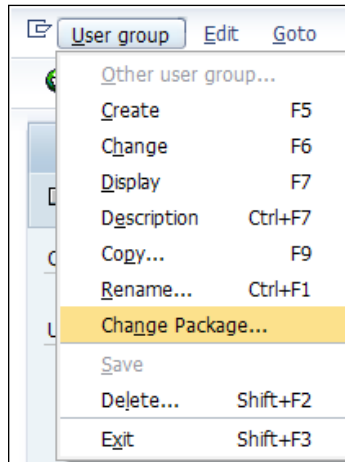 User group Edit Goto
Other user group...
Create F5
Change F6
Display F7
Description Ctrl+F7
Copy... F9
Rename... Ctrl+F1
Change Package...
Save
Delete... Shift+F2
Exit Shift+F3